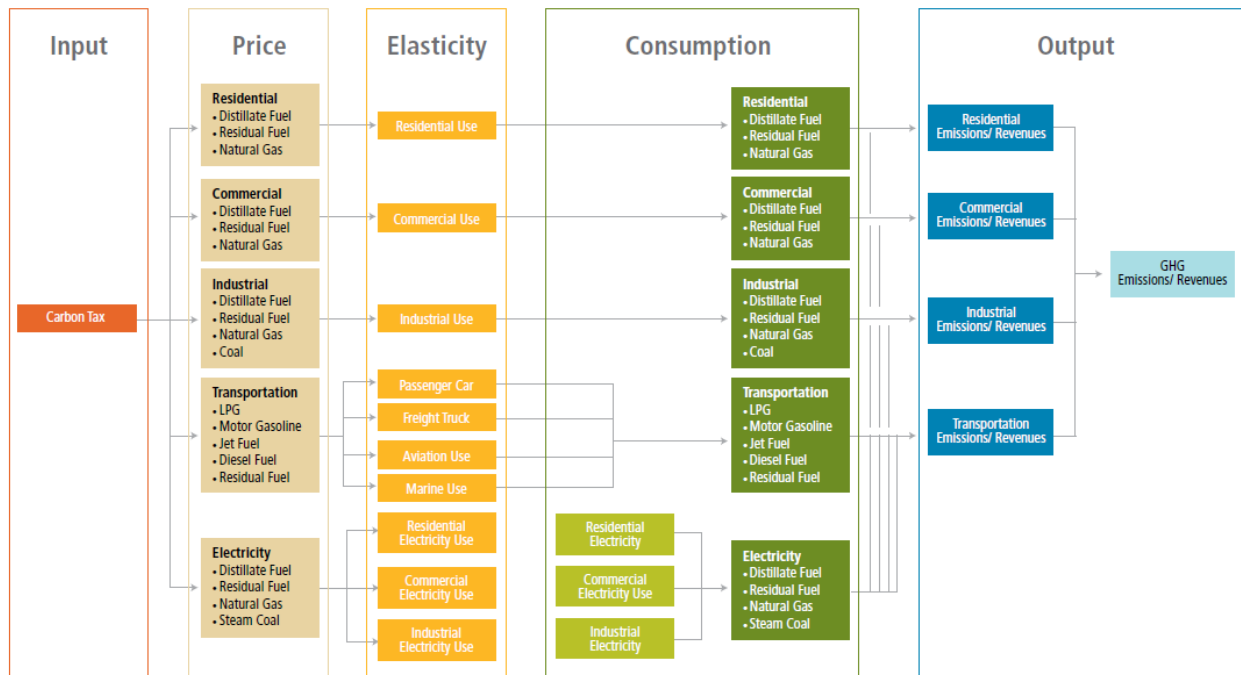 Input
Price
Elasticity
Consumption
Output
Carbon Tax
Residential
• Distillate Fuel
• Residual Fuel
• Natural Gas
Commercial
• Distillate Fuel
• Residual Fuel
• Natural Gas
Industrial
• Distillate Fuel
• Residual Fuel
• Natural Gas
• Coal
Transportation
• LPG
• Motor Gasoline
• Jet Fuel
• Diesel Fuel
• Residual Fuel
Electricity
• Distillate Fuel
• Residual Fuel
• Natural Gas
• Steam Coal
Residential Use
Commercial Use
Industrial Use
Passenger Car
Freight Truck
Aviation Use
Marine Use
Residential
Electricity Use
Commercial
Electricity Use
Industrial
Electricity Use
Residential
Electricity
Commercial
Electricity Use
Industrial
Electricity
Residential
• Distillate Fuel
• Residual Fuel
• Natural Gas
Commercial
• Distillate Fuel
• Residual Fuel
• Natural Gas
Industrial
• Distillate Fuel
• Residual Fuel
• Natural Gas
• Coal
Transportation
• LPG
• Motor Gasoline
• Jet Fuel
• Diesel Fuel
• Residual Fuel
Electricity
• Distillate Fuel
• Residual Fuel
• Natural Gas
• Steam Coal
Residential
Emissions/ Revenues
Commercial
Emissions/ Revenues
Industrial
Emissions/ Revenues
Transportation
Emissions/ Revenues
GHG
Emissions/ Revenues